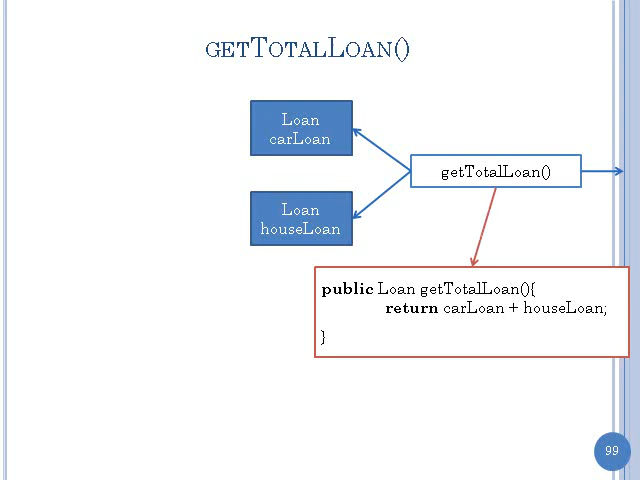 GETTOTALLOAN()
Loan
carLoan
getTotalLoan()
Loan
houseLoan
public Loan getTotalLoan(){
return carLoan + houseLoan;
}
99